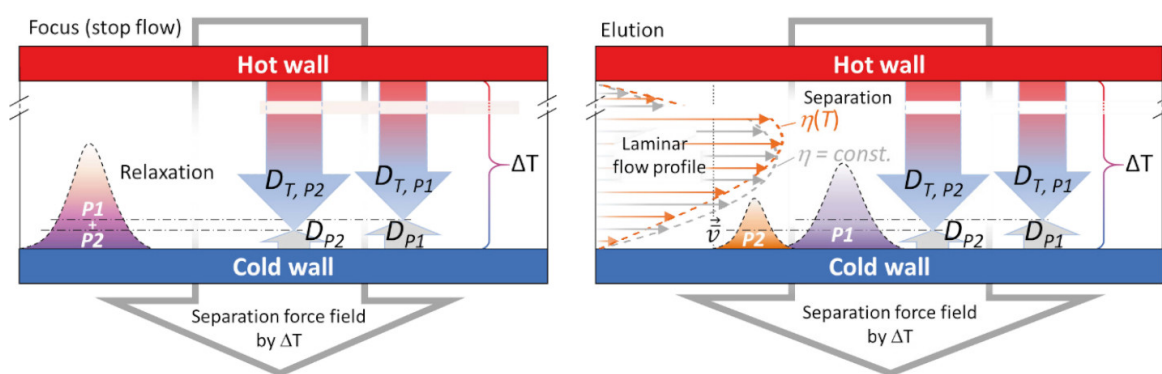 Focus (stop flow)
Hot wall
Relaxation
D_{T, P2}
D_{T, P1}
ΔT
P1
+
P2
D_{P2}
D_{P1}
Cold wall
Separation force field
by ΔT
Elution
Hot wall
Separation
η(T)
Laminar
flow profile
η = const.
D_{T, P2}
D_{T, P1}
ΔT
v⃗
P2
P1
D_{P2}
D_{P1}
Cold wall
Separation force field
by ΔT